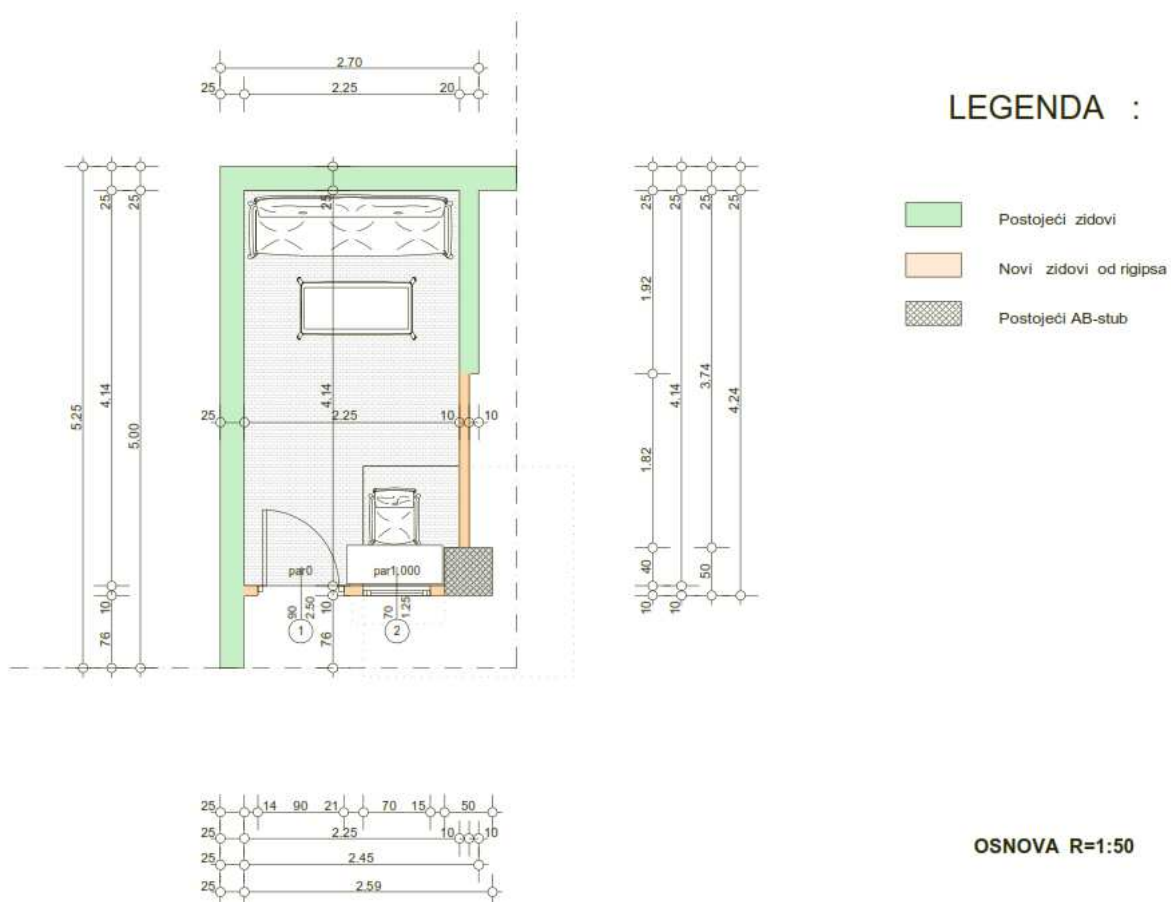 2.70
25 2.25 20
LEGENDA :
25 25 25 25 25 25 25
Postojeći zidovi
Novi zidovi od rigipsa
Postojeći AB-stub
1.92
5.25 4.14 5.00 4.14 4.14 3.74 4.24
25 2.25 10 10
1.82
par0 par1,000
40 50
90 2.50 10 70 1.25
10 10 10
1 2
76 76
25 14 90 21 70 15 50
25 2.25 10 10
25 2.45
25 2.59
OSNOVA R=1:50